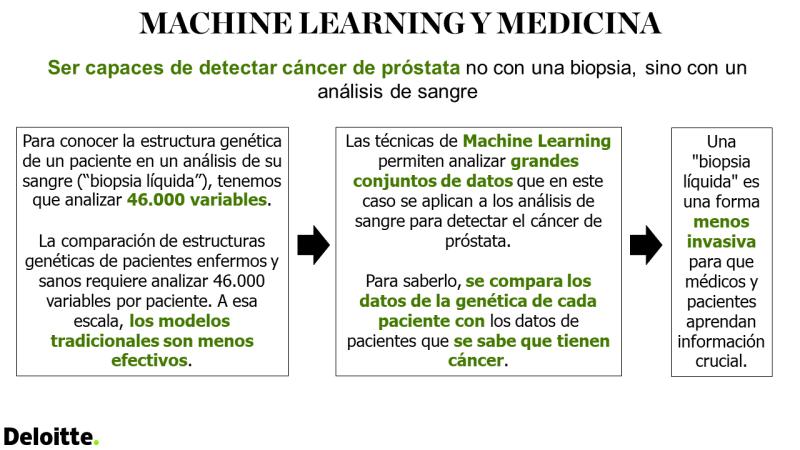 MACHINE LEARNING Y MEDICINA
Ser capaces de detectar cáncer de próstata no con una biopsia, sino con un
análisis de sangre
Para conocer la estructura genética
de un paciente en un análisis de su
sangre (“biopsia líquida”), tenemos
que analizar 46.000 variables.
La comparación de estructuras
genéticas de pacientes enfermos y
sanos requiere analizar 46.000
variables por paciente. A esa
escala, los modelos
tradicionales son menos
efectivos.
Las técnicas de Machine Learning
permiten analizar grandes
conjuntos de datos que en este
caso se aplican a los análisis de
sangre para detectar el cáncer de
próstata.
Para saberlo, se compara los
datos de la genética de cada
paciente con los datos de
pacientes que se sabe que tienen
cáncer.
Una
"biopsia
líquida" es
una forma
menos
invasiva
para que
médicos y
pacientes
aprendan
información
crucial.
Deloitte.